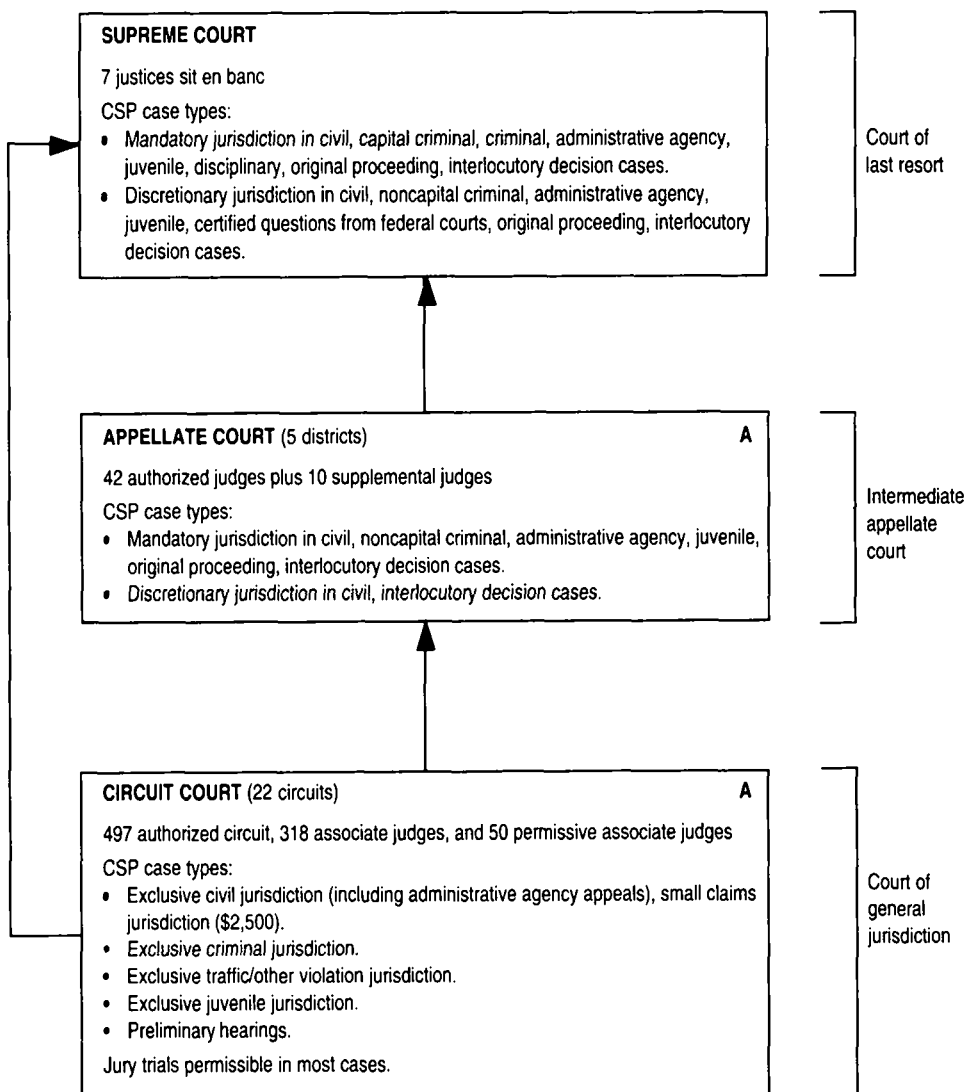 SUPREME COURT
7 justices sit en banc
CSP case types:
• Mandatory jurisdiction in civil, capital criminal, criminal, administrative agency,
juvenile, disciplinary, original proceeding, interlocutory decision cases.
• Discretionary jurisdiction in civil, noncapital criminal, administrative agency,
juvenile, certified questions from federal courts, original proceeding, interlocutory
decision cases.
Court of
last resort
APPELLATE COURT (5 districts) A
42 authorized judges plus 10 supplemental judges
CSP case types:
• Mandatory jurisdiction in civil, noncapital criminal, administrative agency, juvenile,
original proceeding, interlocutory decision cases.
• Discretionary jurisdiction in civil, interlocutory decision cases.
Intermediate
appellate
court
CIRCUIT COURT (22 circuits) A
497 authorized circuit, 318 associate judges, and 50 permissive associate judges
CSP case types:
• Exclusive civil jurisdiction (including administrative agency appeals), small claims
jurisdiction ($2,500).
• Exclusive criminal jurisdiction.
• Exclusive traffic/other violation jurisdiction.
• Exclusive juvenile jurisdiction.
• Preliminary hearings.
Jury trials permissible in most cases.
Court of
general
jurisdiction